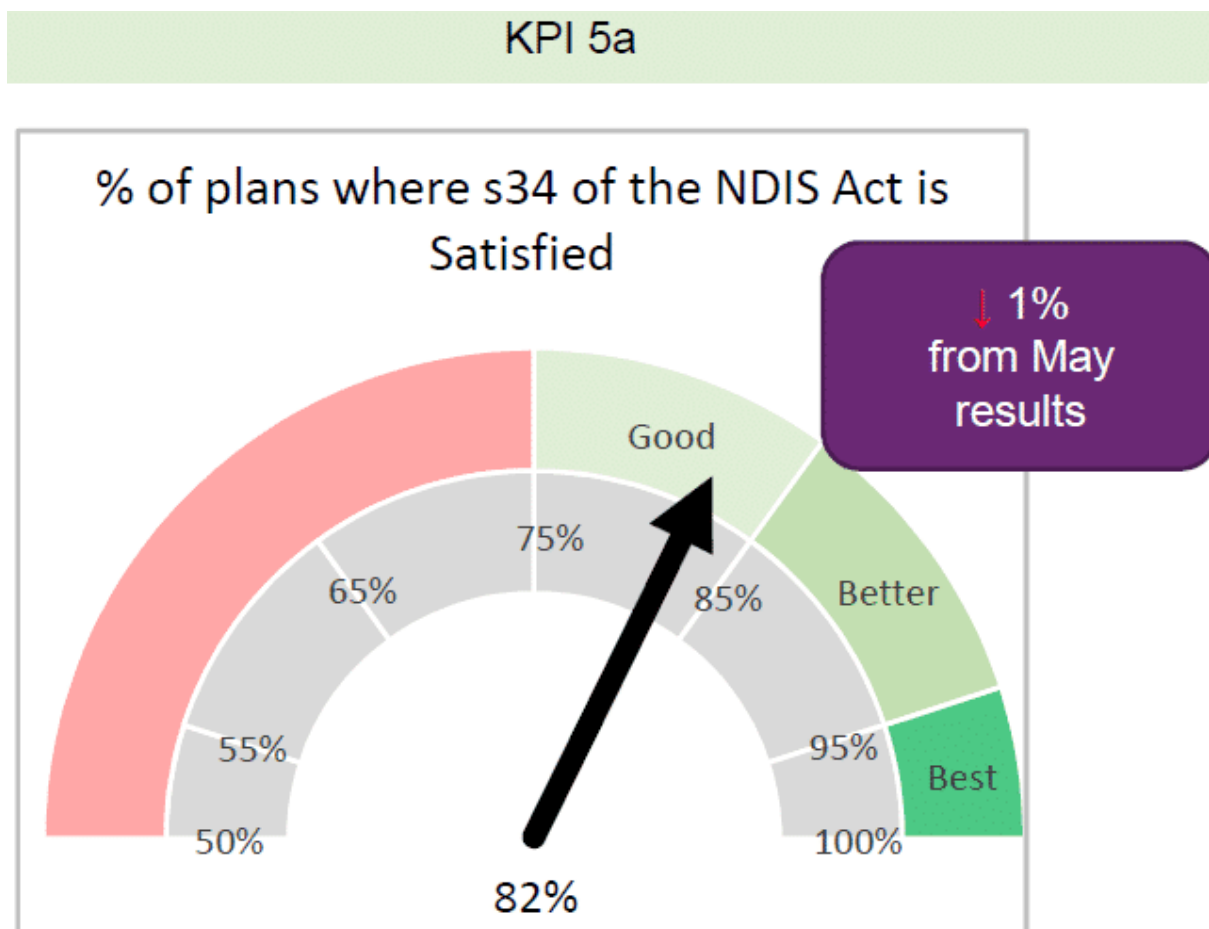 KPI 5a
% of plans where s34 of the NDIS Act is
Satisfied
↓ 1%
from May
results
Good
75%
65%
85%
Better
55%
95%
Best
50%
100%
82%